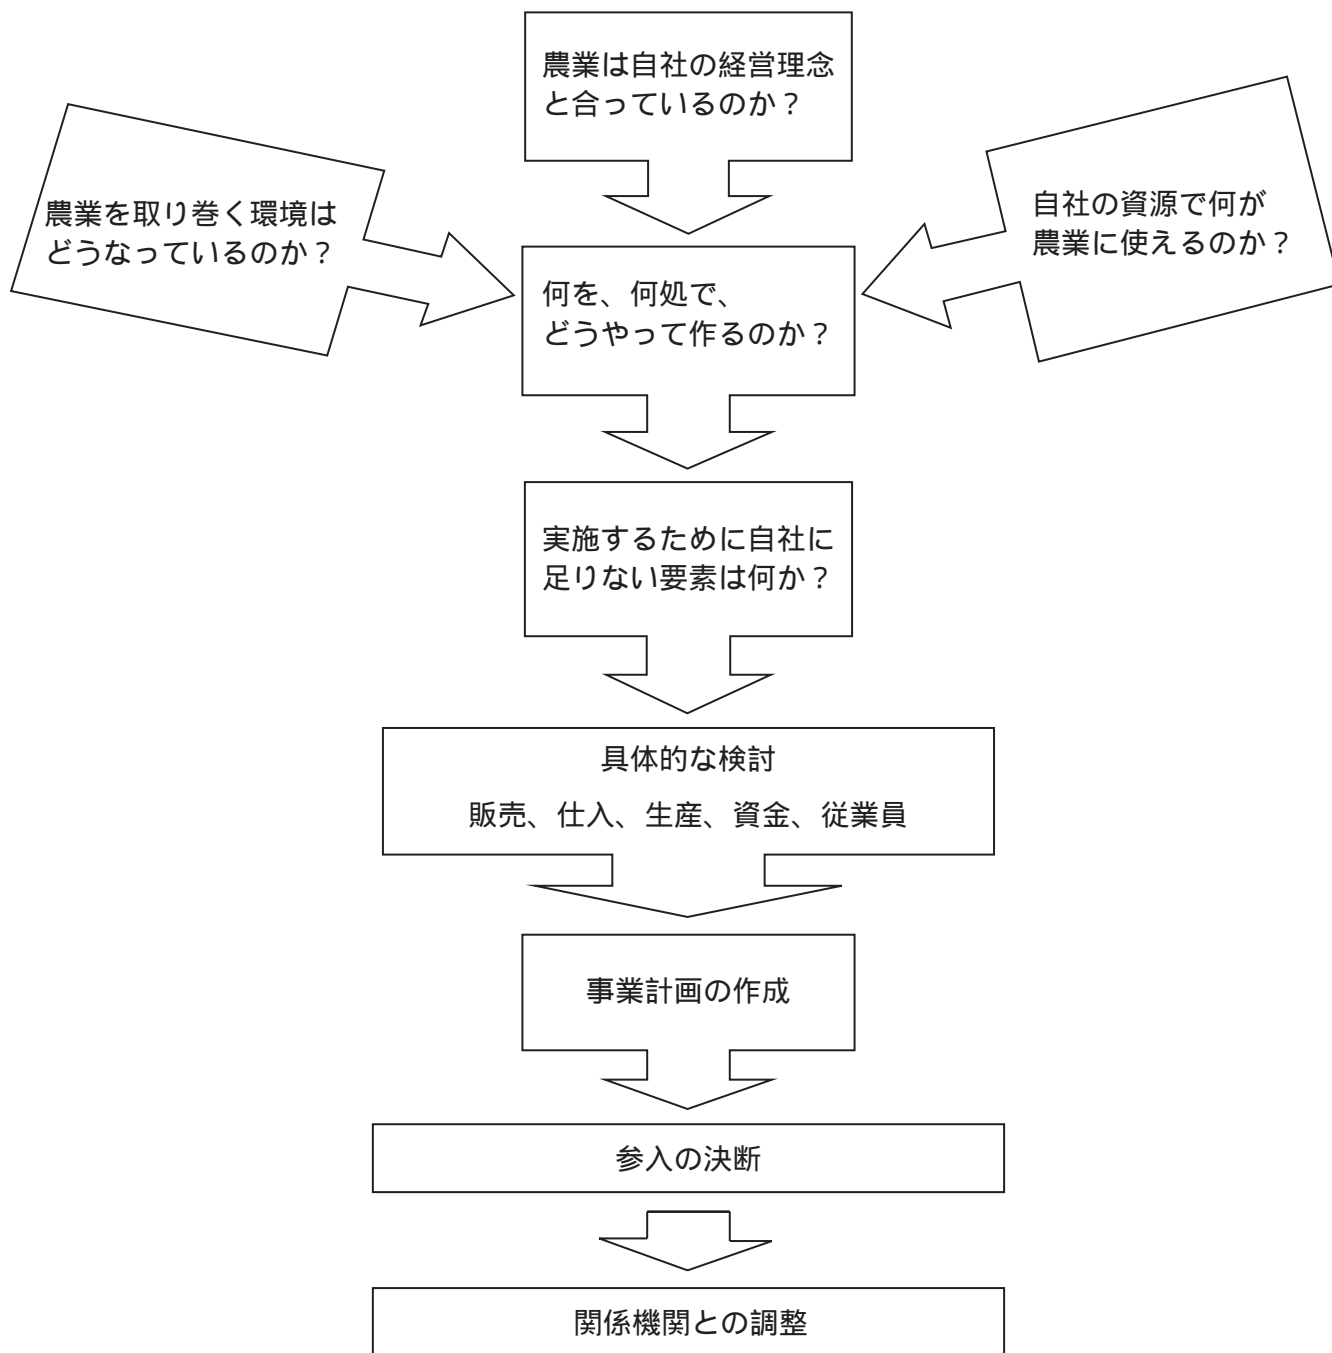 農業は自社の経営理念
と合っているのか？
農業を取り巻く環境は
どうなっているのか？
自社の資源で何が
農業に使えるのか？
何を、何処で、
どうやって作るのか？
実施するために自社に
足りない要素は何か？
具体的な検討
販売、仕入、生産、資金、従業員
事業計画の作成
参入の決断
関係機関との調整